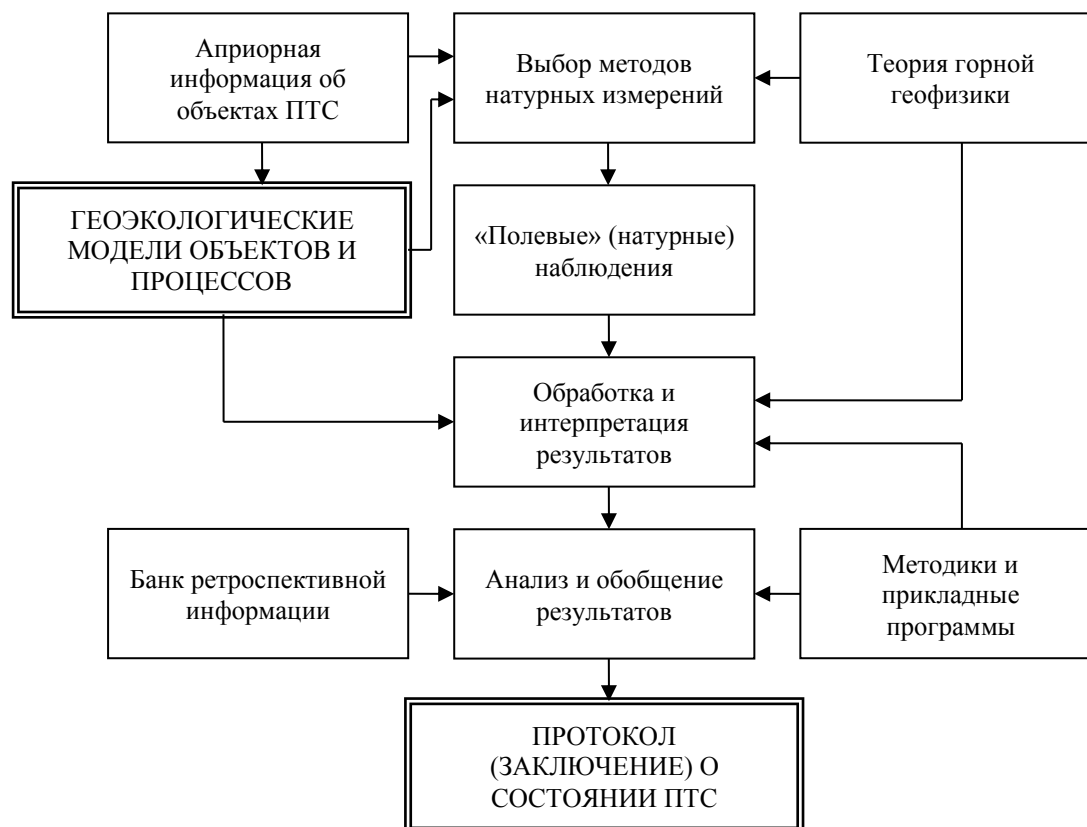 Априорная
информация об
объектах ПТС
Выбор методов
натурных измерений
Теория горной
геофизики
ГЕОЭКОЛОГИЧЕСКИЕ
МОДЕЛИ ОБЪЕКТОВ И
ПРОЦЕССОВ
«Полевые» (натурные)
наблюдения
Обработка и
интерпретация
результатов
Банк ретроспективной
информации
Анализ и обобщение
результатов
Методики и
прикладные
программы
ПРОТОКОЛ
(ЗАКЛЮЧЕНИЕ) О
СОСТОЯНИИ ПТС